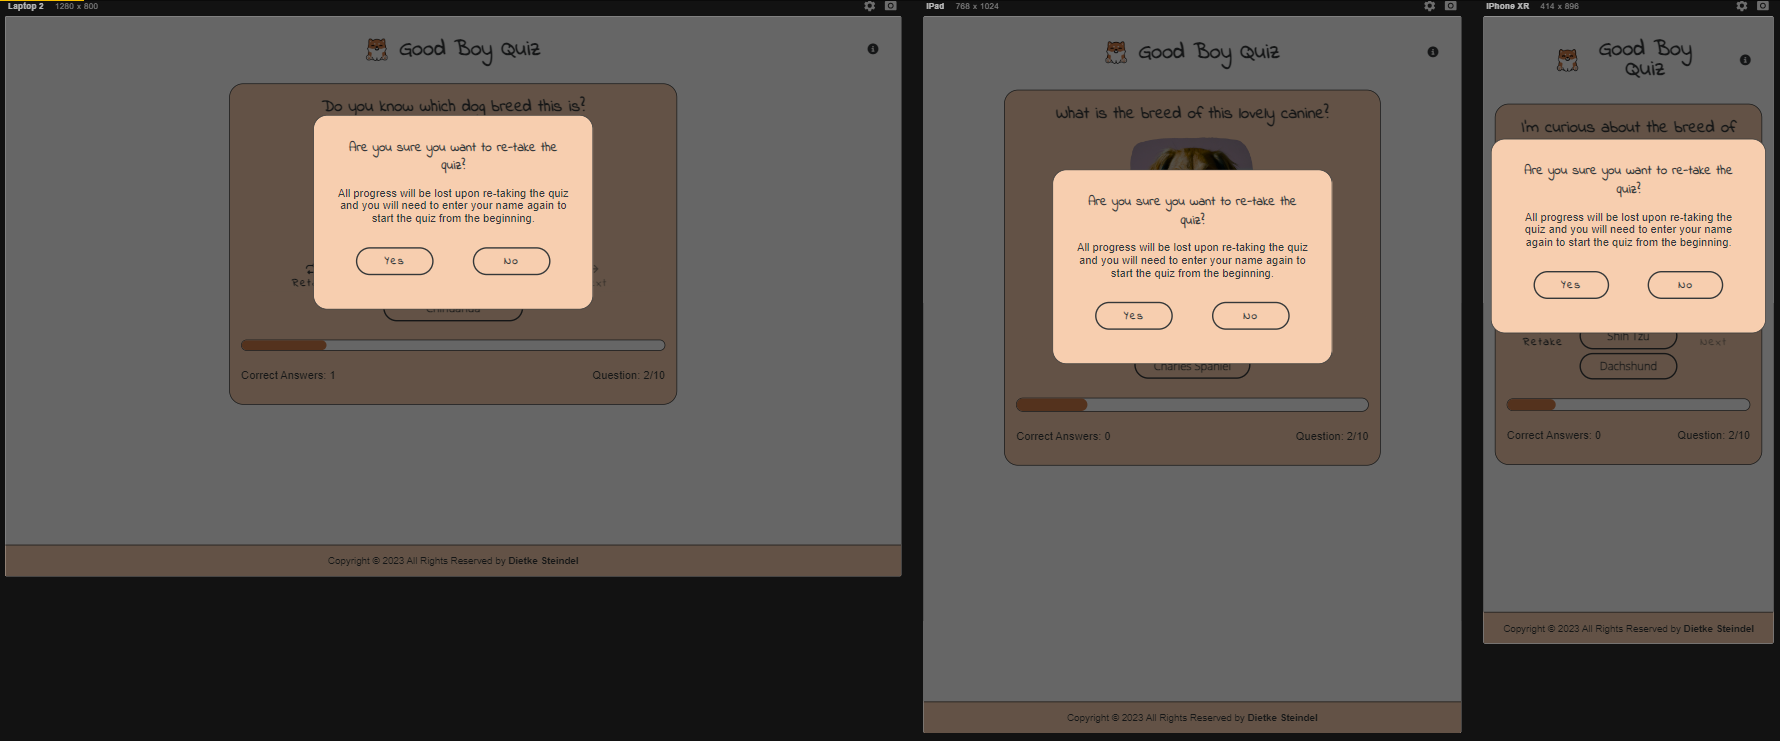 Laptop 2 1280 x 800
Good Boy Quiz
Do you know which dog breed this is?
Are you sure you want to re-take the
quiz?
All progress will be lost upon re-taking the quiz
and you will need to enter your name again to
start the quiz from the beginning.
Yes No
Correct Answers: 1 Question: 2/10
Copyright © 2023 All Rights Reserved by Dietke Steindel
iPad 768 x 1024
Good Boy Quiz
What is the breed of this lovely canine?
Are you sure you want to re-take the
quiz?
All progress will be lost upon re-taking the quiz
and you will need to enter your name again to
start the quiz from the beginning.
Yes No
Charles Spaniel
Correct Answers: 0 Question: 2/10
Copyright © 2023 All Rights Reserved by Dietke Steindel
iPhone XR 414 x 896
Good Boy
Quiz
I'm curious about the breed of
Are you sure you want to re-take the
quiz?
All progress will be lost upon re-taking the
quiz and you will need to enter your name
again to start the quiz from the beginning.
Yes No
Shih Tzu
Retake Next
Dachshund
Correct Answers: 0 Question: 2/10
Copyright © 2023 All Rights Reserved by Dietke Steindel